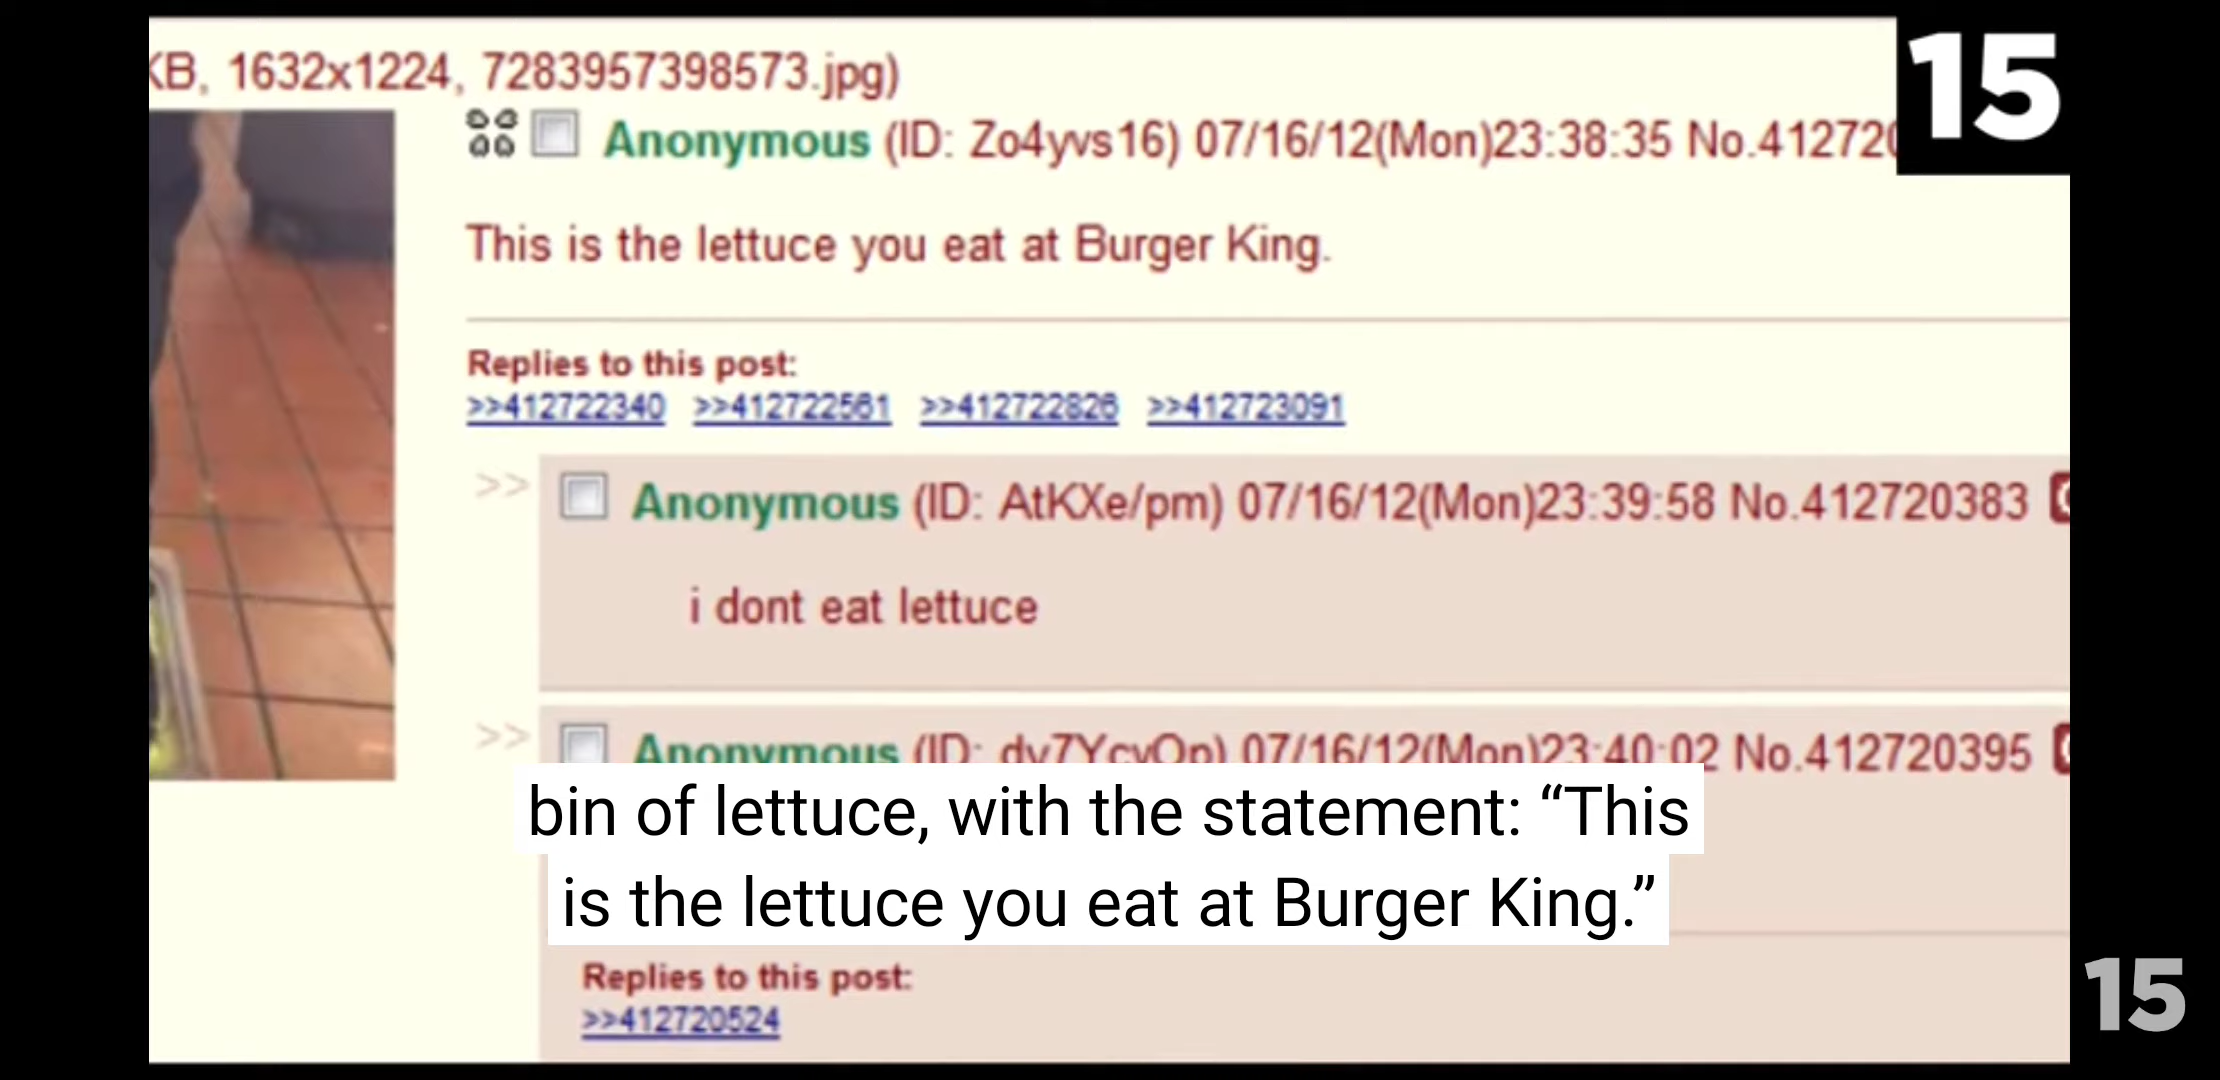 KB, 1632x1224, 7283957398573.jpg)
15
Anonymous (ID: Zo4yvs16) 07/16/12(Mon)23:38:35 No.41272
This is the lettuce you eat at Burger King.
Replies to this post:
>>412722340 >>412722561 >>412722826 >>412723091
>> Anonymous (ID: AtKXe/pm) 07/16/12(Mon)23:39:58 No.412720383
i dont eat lettuce
>> Anonymous (ID: dv7YcvOp) 07/16/12(Mon)23:40:02 No.412720395
bin of lettuce, with the statement: “This
is the lettuce you eat at Burger King.”
Replies to this post:
>>412720524
15